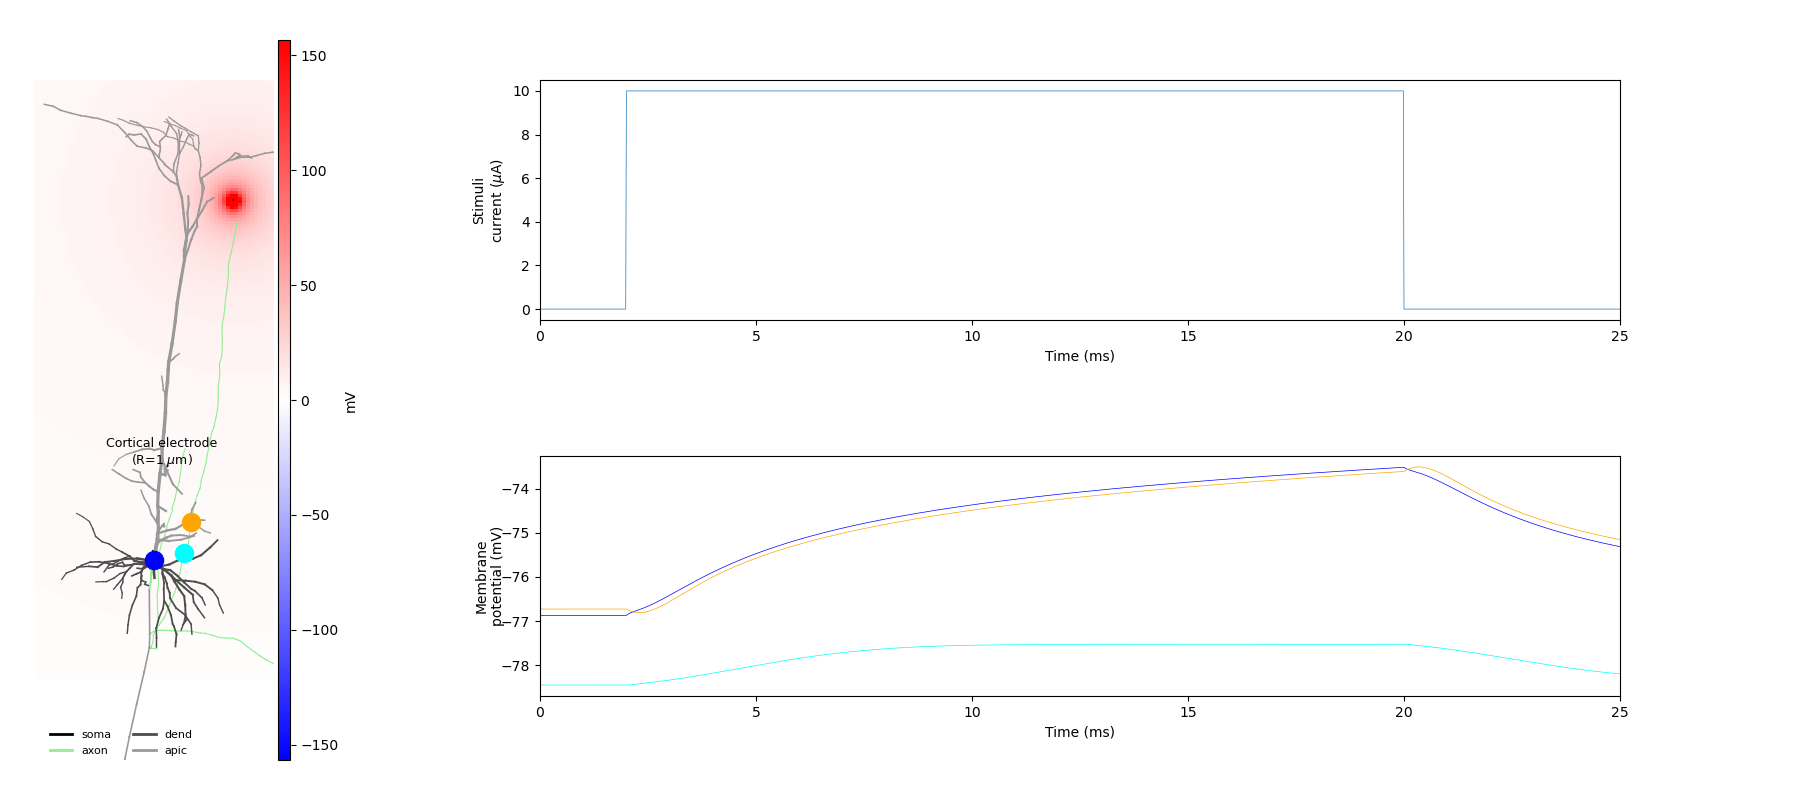 150
100
50
0
−50
−100
−150
mV
Cortical electrode
(R=1 μm)
soma
axon
dend
apic
10
8
6
4
2
0
Stimuli
current (μA)
0 5 10 15 20 25
Time (ms)
−74
−75
−76
−77
−78
Membrane
potential (mV)
0 5 10 15 20 25
Time (ms)